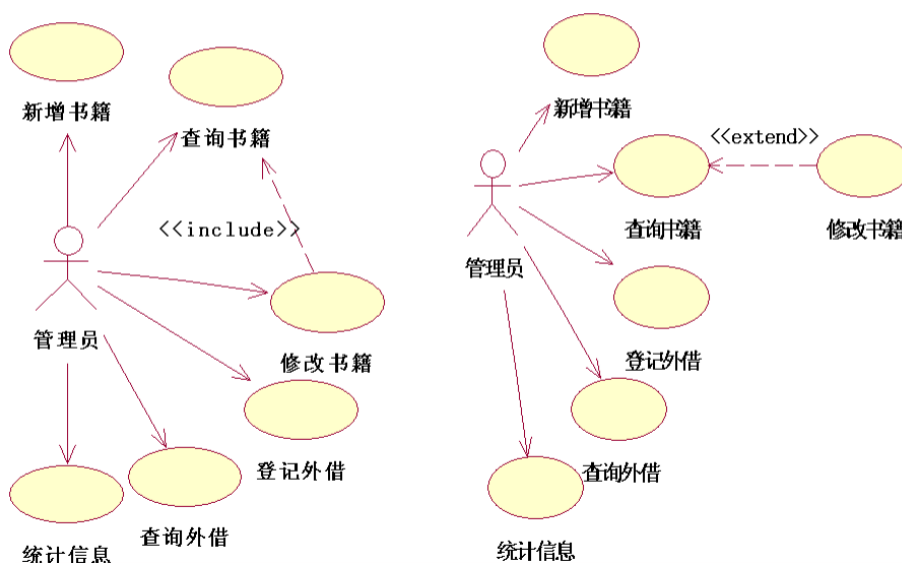 新增书籍
查询书籍
<<include>>
管理员
修改书籍
登记外借
查询外借
统计信息
新增书籍
<<extend>>
查询书籍
修改书籍
管理员
登记外借
查询外借
统计信息